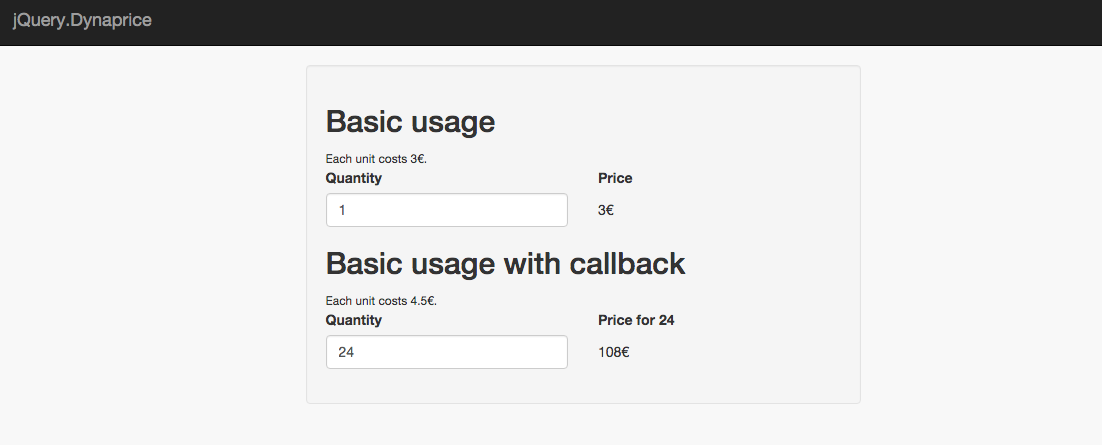 jQuery.Dynaprice
Basic usage
Each unit costs 3€.
Quantity Price
1 3€
Basic usage with callback
Each unit costs 4.5€.
Quantity Price for 24
24 108€